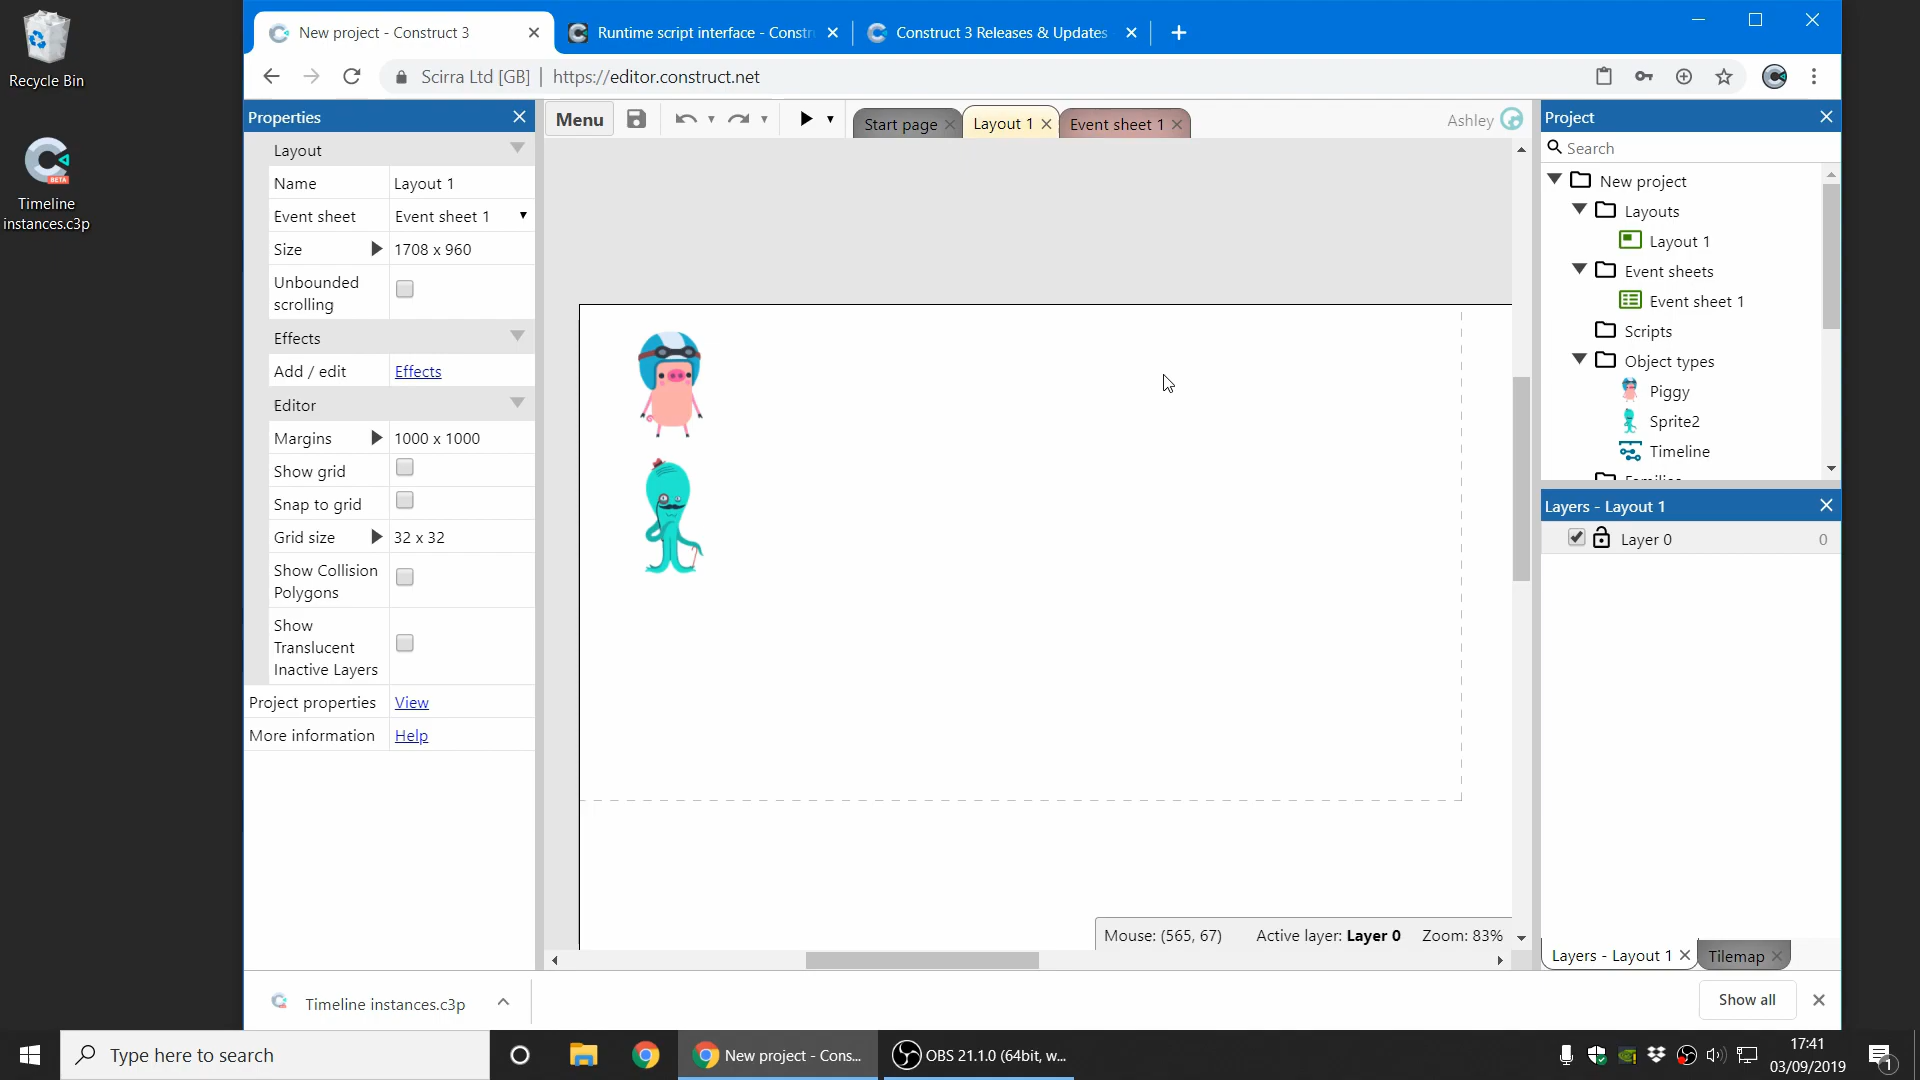 Recycle Bin
BETA
Timeline
instances.c3p
New project - Construct 3
Runtime script interface - Constr
Construct 3 Releases & Updates
Scirra Ltd [GB] | https://editor.construct.net
Properties
Layout
Name Layout 1
Event sheet Event sheet 1
Size 1708 x 960
Unbounded
scrolling
Effects
Add / edit Effects
Editor
Margins 1000 x 1000
Show grid
Snap to grid
Grid size 32 x 32
Show Collision
Polygons
Show
Translucent
Inactive Layers
Project properties View
More information Help
Menu
Start page
Layout 1
Event sheet 1
Ashley
Mouse: (565, 67) Active layer: Layer 0 Zoom: 83%
Project
Search
New project
Layouts
Layout 1
Event sheets
Event sheet 1
Scripts
Object types
Piggy
Sprite2
Timeline
Families
Layers - Layout 1
Layer 0 0
Layers - Layout 1
Tilemap
Timeline instances.c3p
Show all
Type here to search
New project - Cons...
OBS 21.1.0 (64bit, w...
17:41
03/09/2019
1